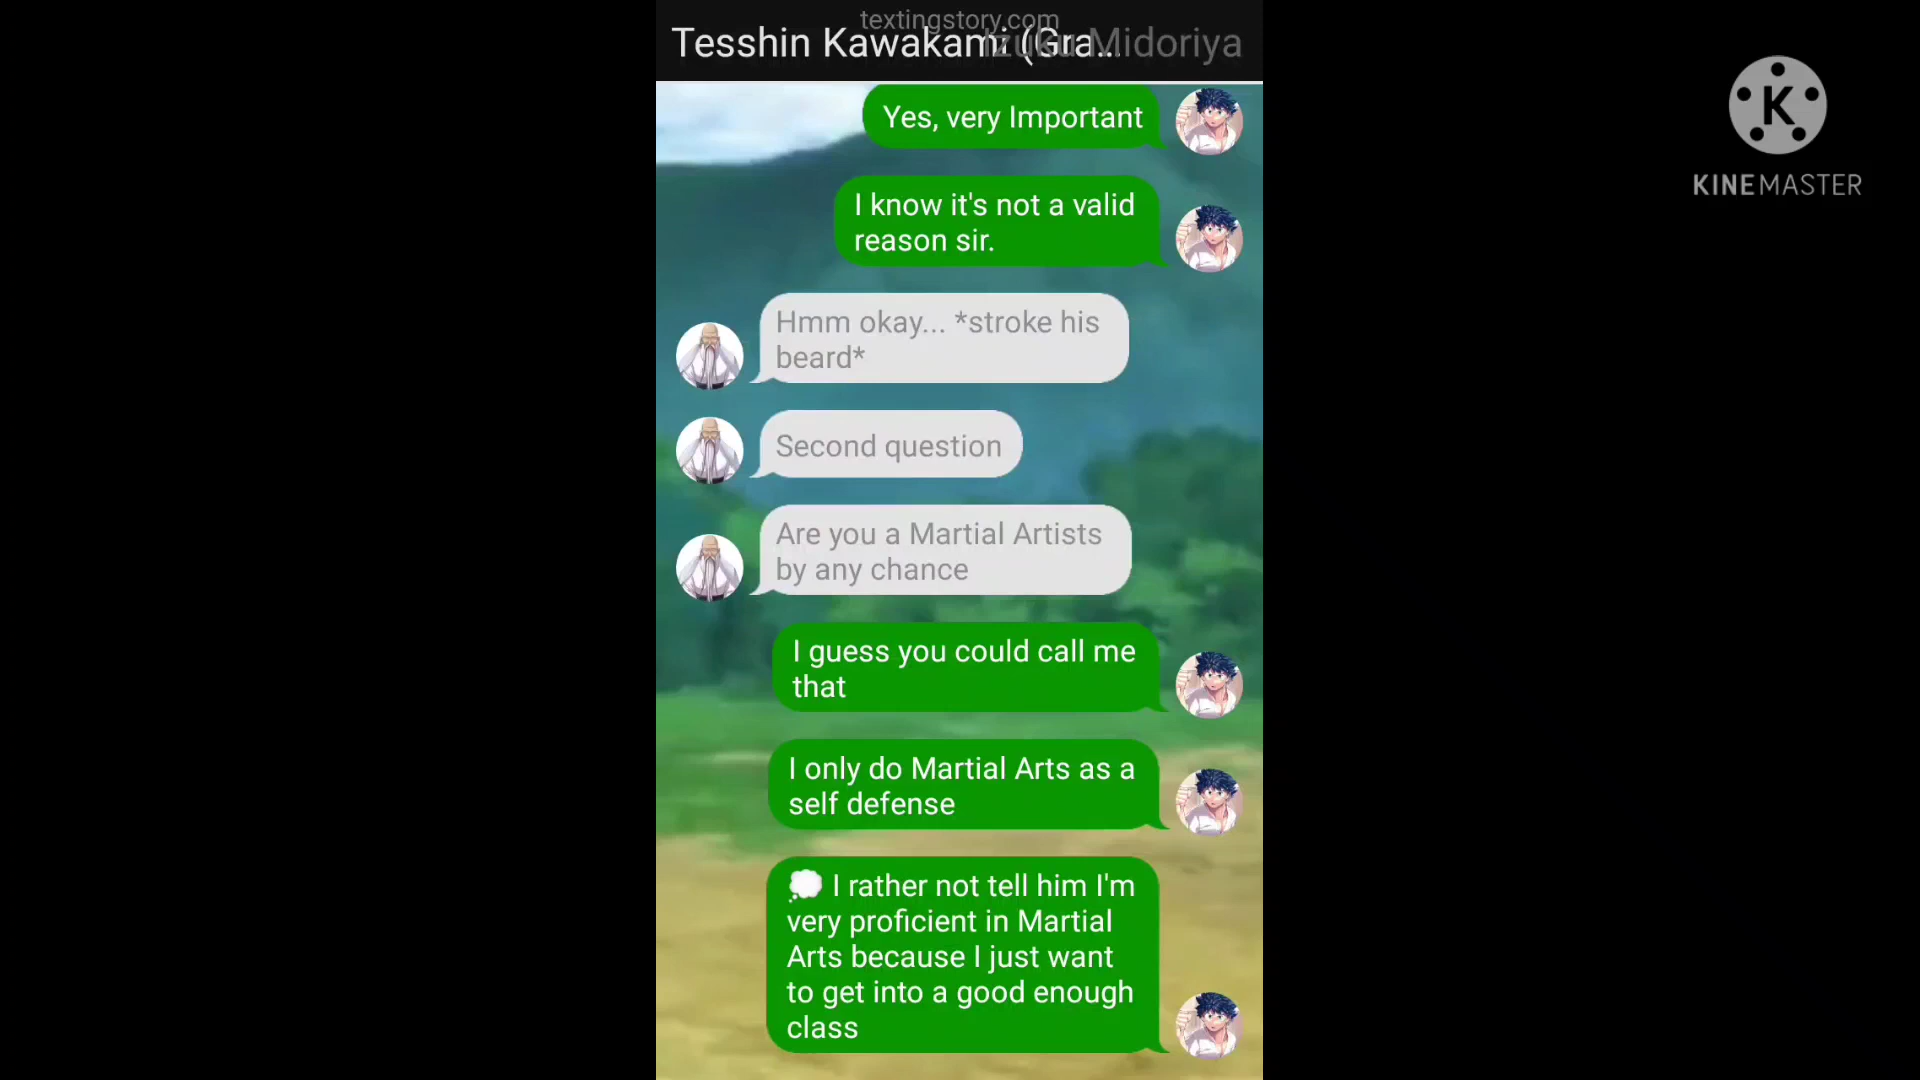 textingstory.com
Tesshin Kawakami (Gra...
Izuku Midoriya
Yes, very Important
I know it's not a valid
reason sir.
Hmm okay... *stroke his
beard*
Second question
Are you a Martial Artists
by any chance
I guess you could call me
that
I only do Martial Arts as a
self defense
💭 I rather not tell him I'm
very proficient in Martial
Arts because I just want
to get into a good enough
class
K
KINEMASTER